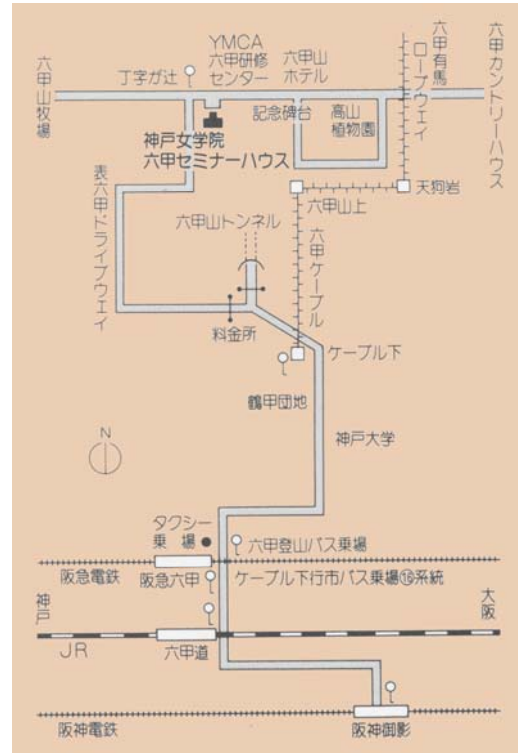 YMCA
六甲研修
センター
六甲山
ホテル
丁字が辻
六甲山牧場
六甲有馬
ロープウェイ
六甲カントリーハウス
記念碑台
高山
植物園
神戸女学院
六甲セミナーハウス
天狗岩
六甲山上
表六甲ドライブウェイ
六甲山トンネル
六甲ケーブル
料金所
ケーブル下
鶴甲団地
神戸大学
N
タクシー
乗場
六甲登山バス乗場
阪急電鉄
阪急六甲
ケーブル下行市バス乗場⑯系統
神戸
大阪
JR
六甲道
阪神電鉄
阪神御影